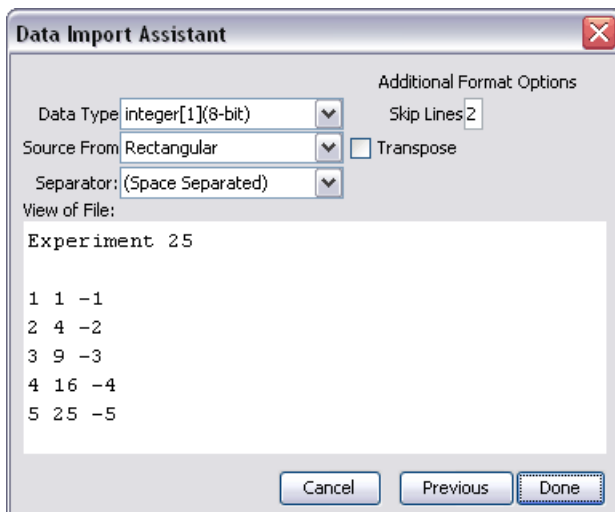 Data Import Assistant
Additional Format Options
Data Type integer[1](8-bit) Skip Lines 2
Source From Rectangular Transpose
Separator: (Space Separated)
View of File:
Experiment 25
1 1 -1
2 4 -2
3 9 -3
4 16 -4
5 25 -5
Cancel Previous Done